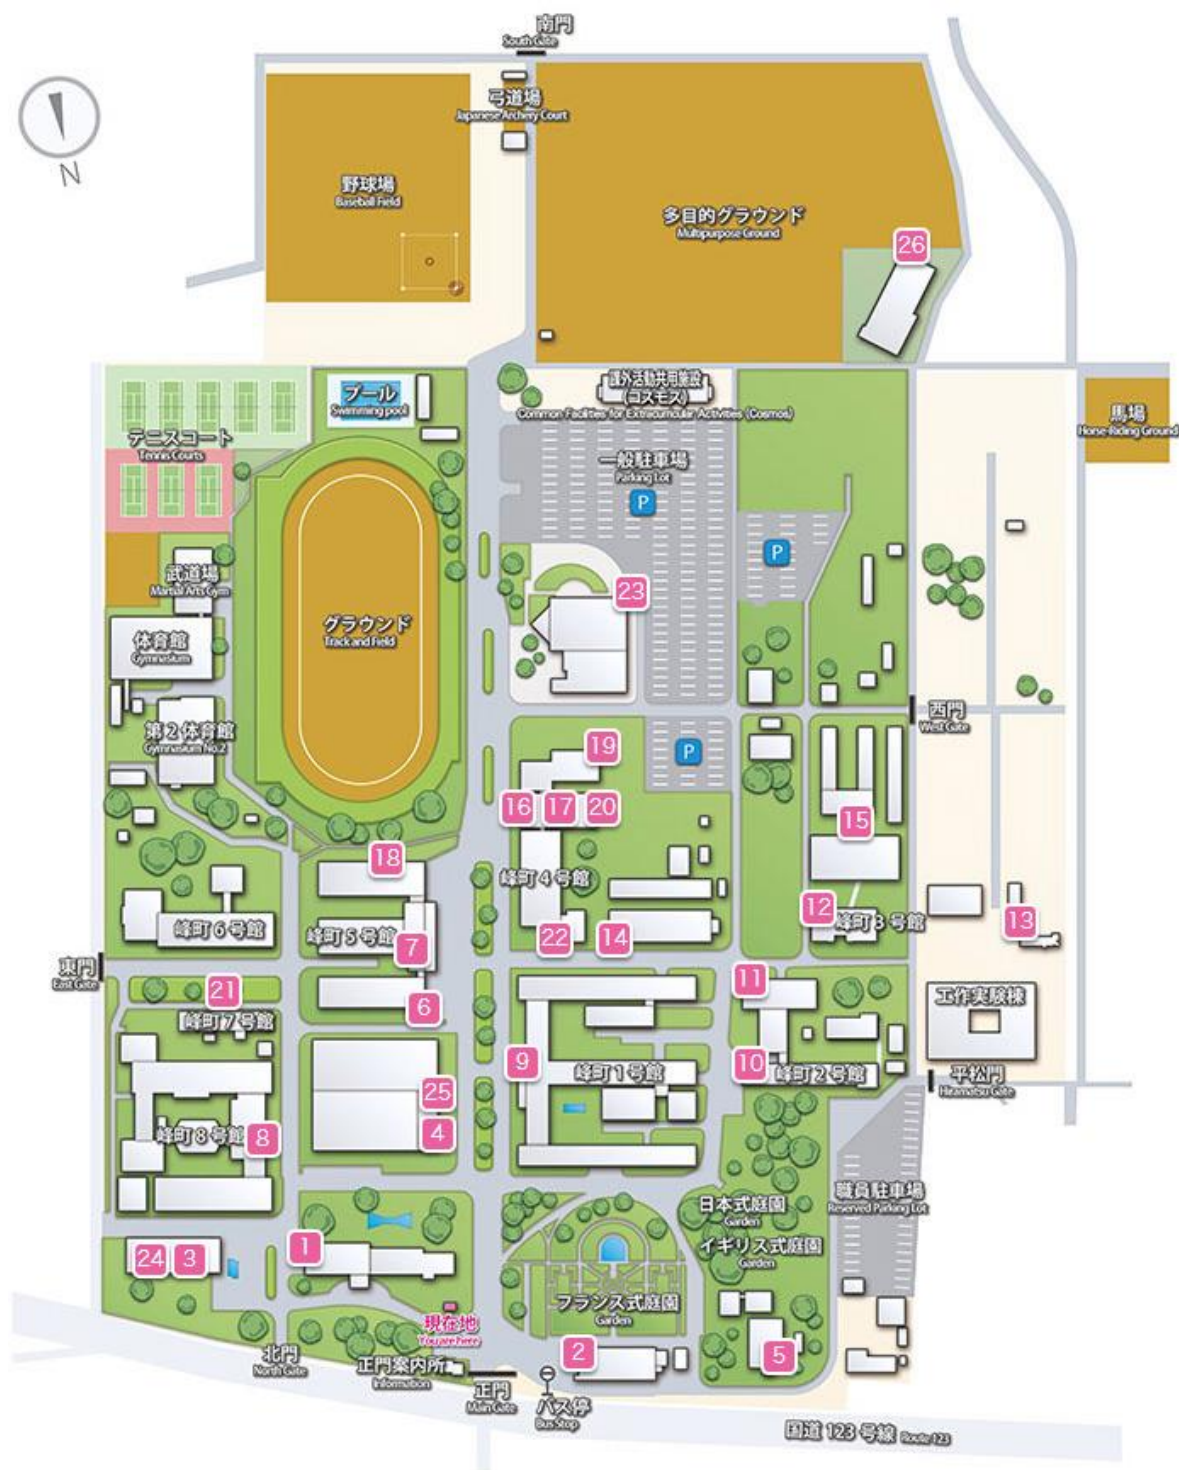 南門
South Gate
弓道場
Japanese Archery Court
N
野球場
Baseball Field
多目的グラウンド
Multipurpose Ground
26
プール
Swimming pool
課外活動共用施設
(コスモス)
Common Facilities for Extracurricular Activities (Cosmos)
馬場
Horse-Riding Ground
テニスコート
Tennis Courts
一般駐車場
Parking Lot
P
P
武道場
Martial Arts Gym
23
グラウンド
Track and Field
体育館
Gymnasium
西門
West Gate
第2体育館
Gymnasium No.2
19
P
16
17
20
15
18
峰町4号館
12
峰町3号館
13
峰町6号館
峰町5号館
7
22
14
東門
East Gate
21
11
工作実験棟
峰町7号館
6
9
峰町1号館
10
峰町2号館
平松門
Hiramatsu Gate
25
4
峰町8号館
8
職員駐車場
Reserved Parking Lot
日本式庭園
Garden
イギリス式庭園
Garden
1
24
3
フランス式庭園
Garden
現在地
You are here
北門
North Gate
正門案内所
Information
2
5
正門
Main Gate
バス停
Bus Stop
国道123号線 Route 123